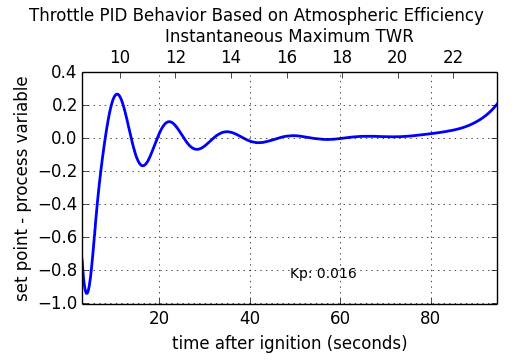 Throttle PID Behavior Based on Atmospheric Efficiency
Instantaneous Maximum TWR
10 12 14 16 18 20 22
0.4
0.2
0.0
−0.2
−0.4
−0.6
−0.8
−1.0
set point - process variable
Kp: 0.016
20 40 60 80
time after ignition (seconds)